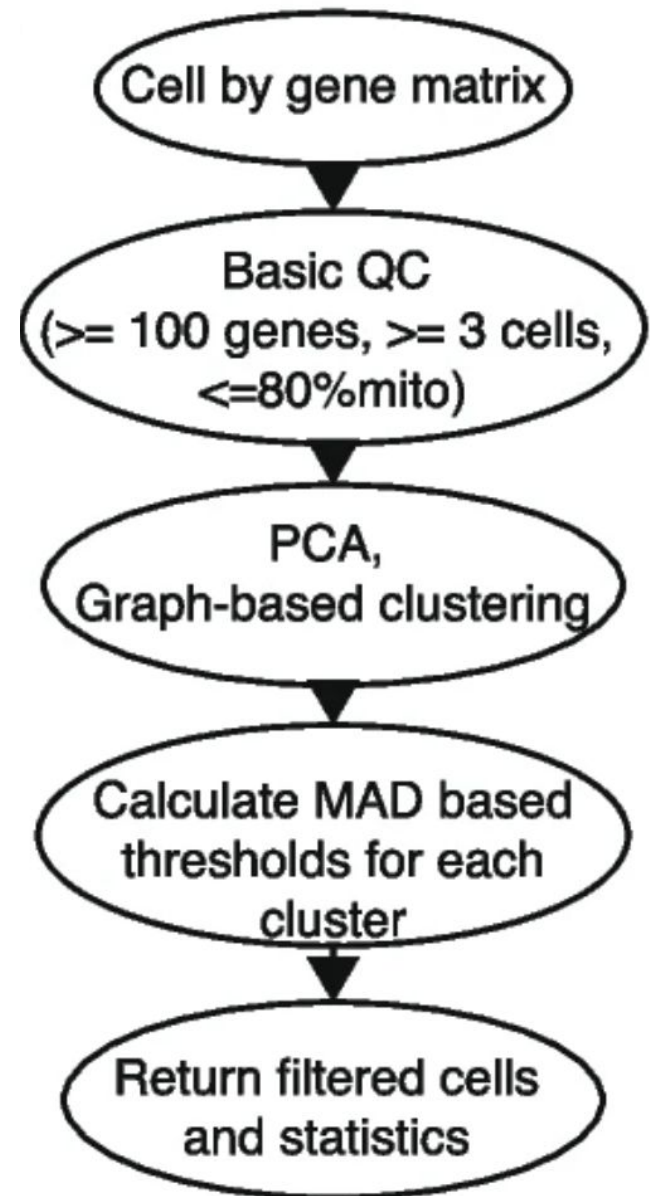 Cell by gene matrix
Basic QC
(>= 100 genes, >= 3 cells,
<=80%mito)
PCA,
Graph-based clustering
Calculate MAD based
thresholds for each
cluster
Return filtered cells
and statistics